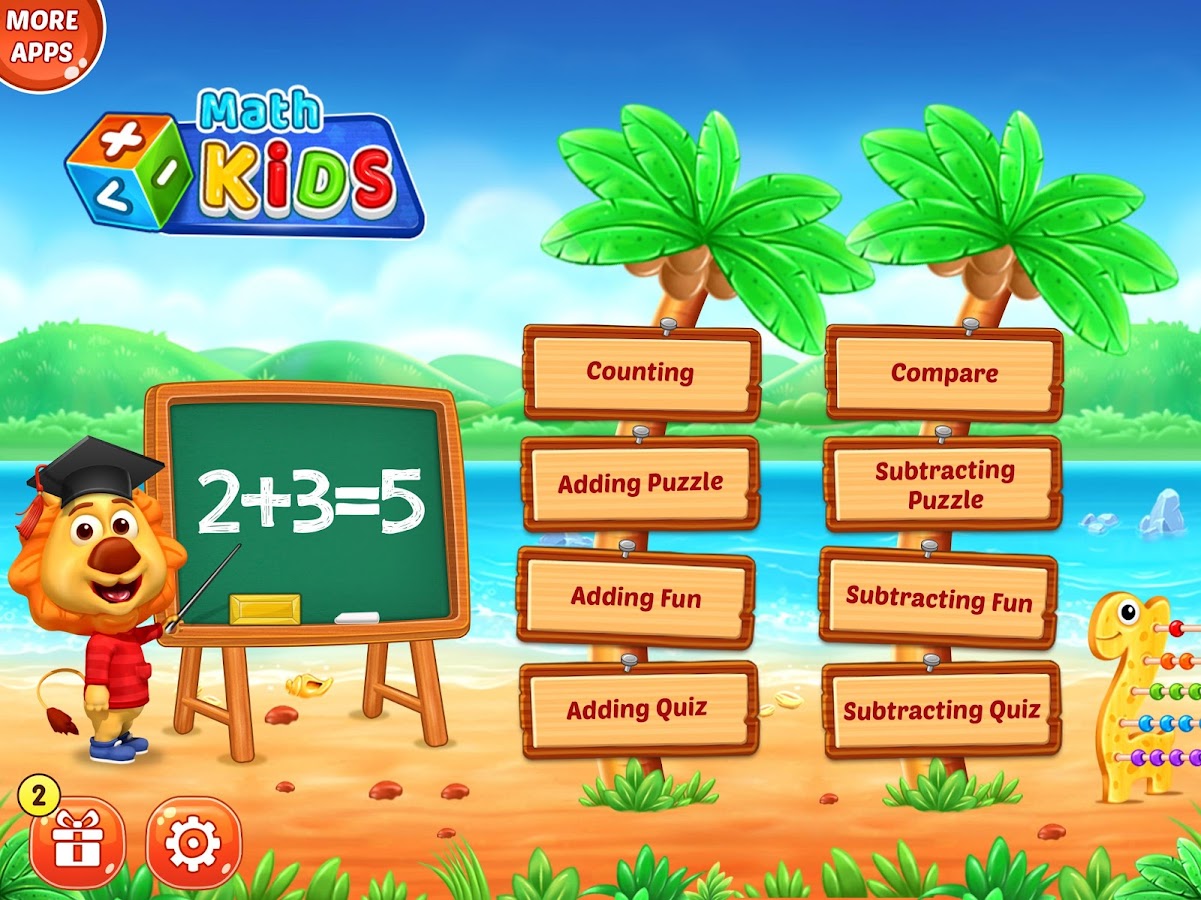 MORE
APPS
Math
KiDS
2+3=5
Counting
Adding Puzzle
Adding Fun
Adding Quiz
Compare
Subtracting
Puzzle
Subtracting Fun
Subtracting Quiz
2